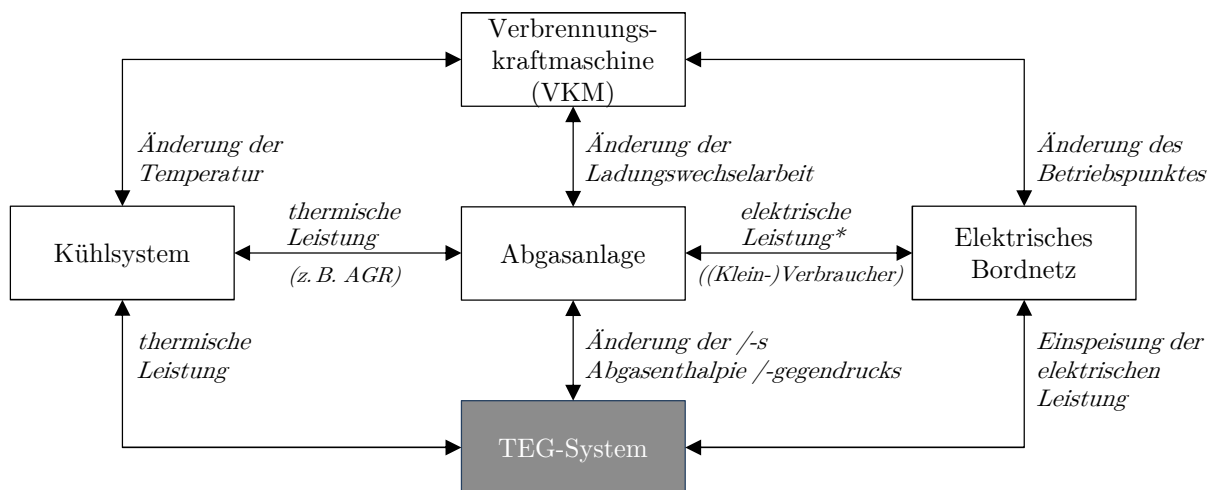 Verbrennungs-
kraftmaschine
(VKM)
Änderung der
Temperatur
Änderung der
Ladungswechselarbeit
Änderung des
Betriebspunktes
Kühlsystem
thermische
Leistung
(z. B. AGR)
Abgasanlage
elektrische
Leistung*
((Klein-)Verbraucher)
Elektrisches
Bordnetz
thermische
Leistung
Änderung der /-s
Abgasenthalpie /-gegendrucks
Einspeisung der
elektrischen
Leistung
TEG-System